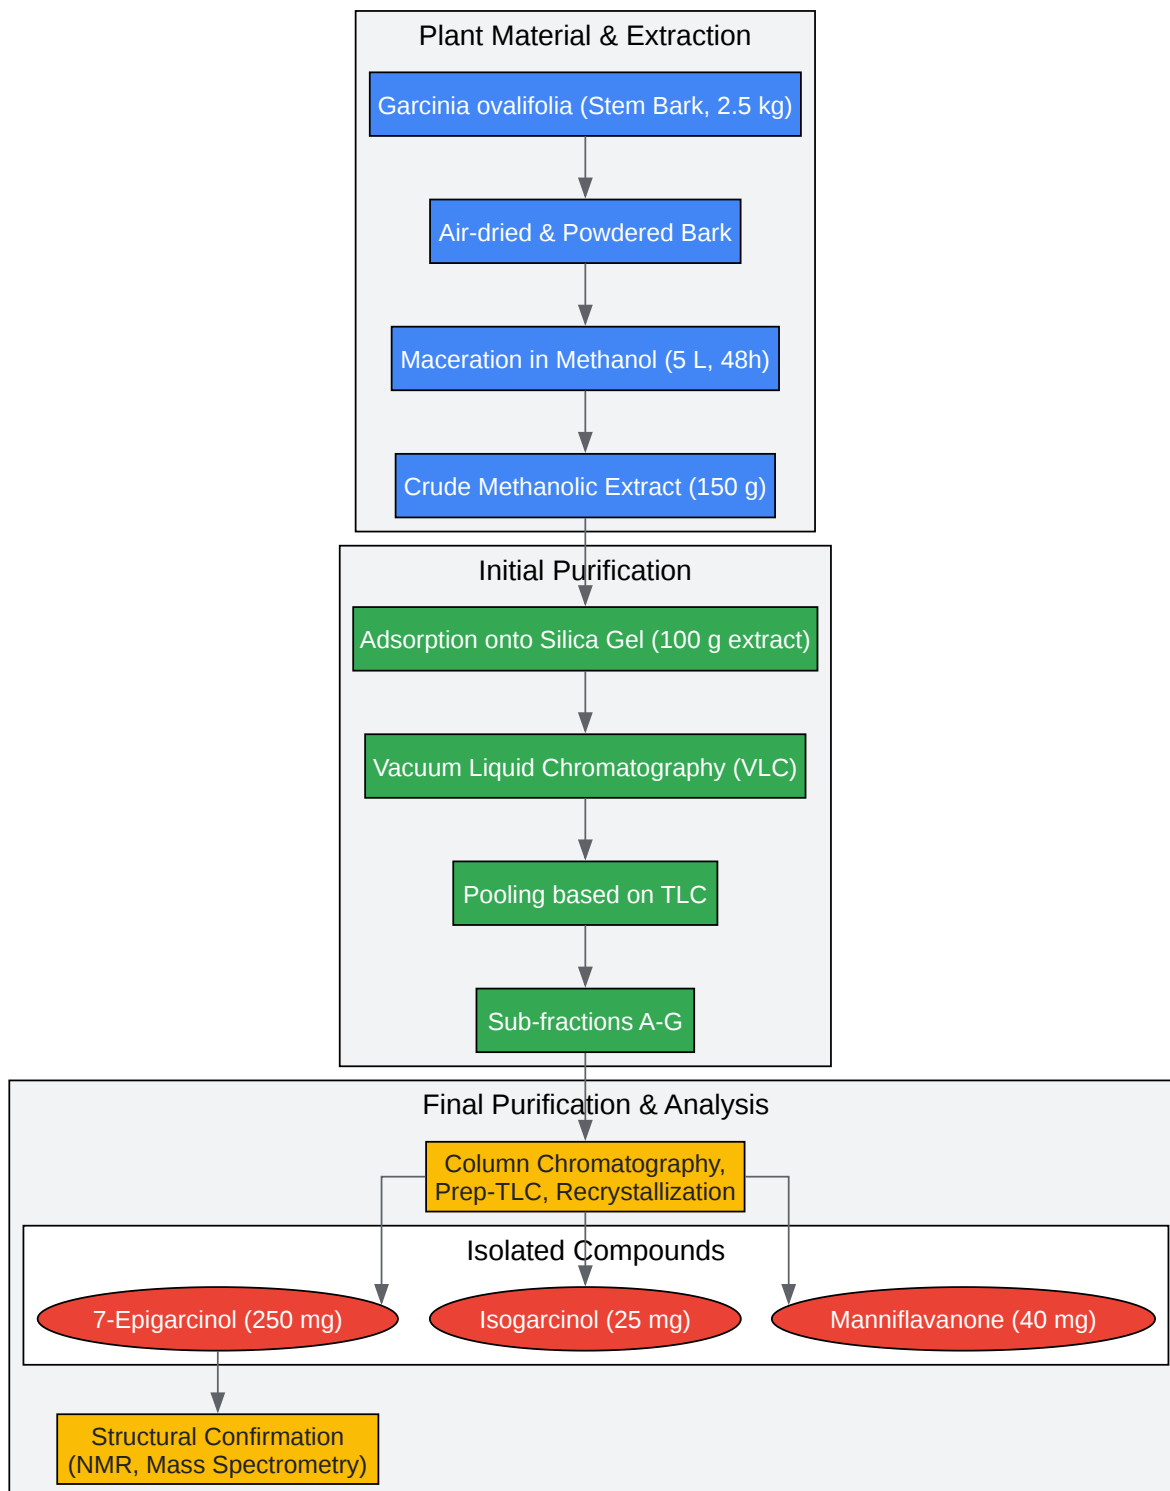 Plant Material & Extraction
Garcinia ovalifolia (Stem Bark, 2.5 kg)
Air-dried & Powdered Bark
Maceration in Methanol (5 L, 48h)
Crude Methanolic Extract (150 g)
Initial Purification
Adsorption onto Silica Gel (100 g extract)
Vacuum Liquid Chromatography (VLC)
Pooling based on TLC
Sub-fractions A-G
Final Purification & Analysis
Column Chromatography,
Prep-TLC, Recrystallization
Isolated Compounds
7-Epigarcinol (250 mg)
Isogarcinol (25 mg)
Manniflavanone (40 mg)
Structural Confirmation
(NMR, Mass Spectrometry)